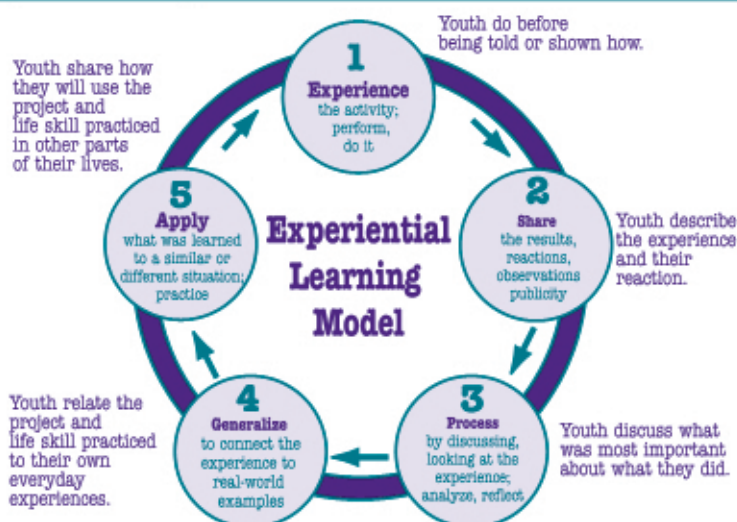 Youth do before
being told or shown how.
1
Experience
the activity;
perform,
do it
2
Share
the results,
reactions,
observations
publicity
Youth describe
the experience
and their
reaction.
3
Process
by discussing,
looking at the
experience;
analyze, reflect
Youth discuss what
was most important
about what they did.
4
Generalize
to connect the
experience to
real-world
examples
Youth relate the
project and
life skill practiced
to their own
everyday
experiences.
5
Apply
what was learned
to a similar or
different situation;
practice
Youth share how
they will use the
project and
life skill practiced
in other parts
of their lives.
Experiential
Learning
Model